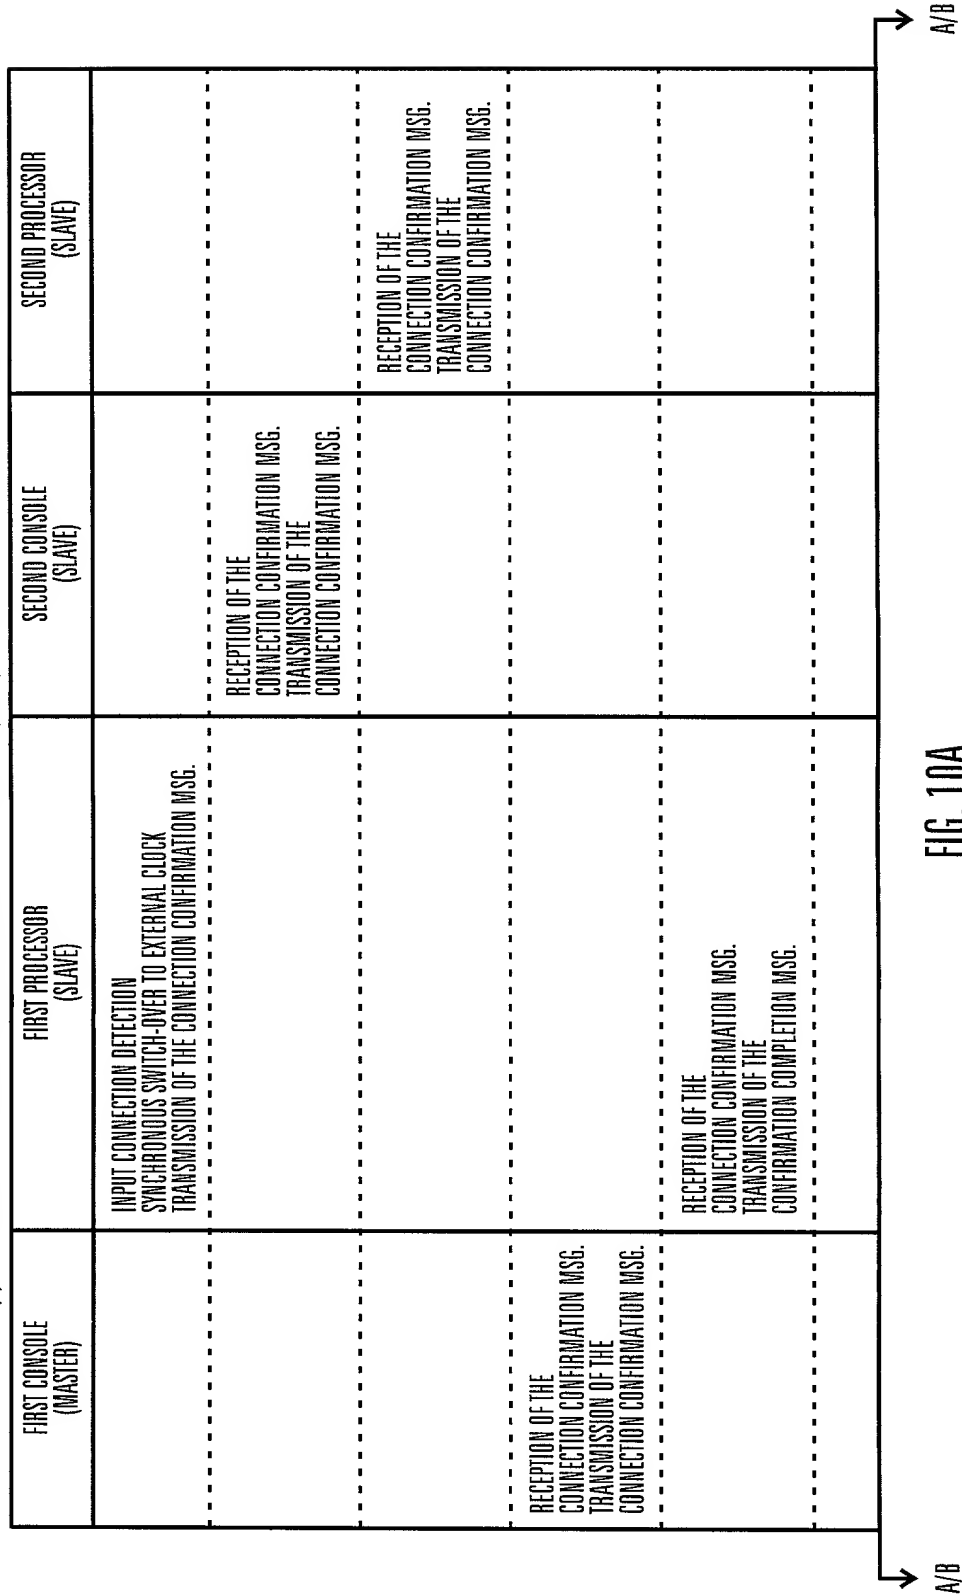 FIRST CONSOLE
(MASTER)
FIRST PROCESSOR
(SLAVE)
SECOND CONSOLE
(SLAVE)
SECOND PROCESSOR
(SLAVE)
INPUT CONNECTION DETECTION
SYNCHRONOUS SWITCH-OVER TO EXTERNAL CLOCK
TRANSMISSION OF THE CONNECTION CONFIRMATION MSG.
RECEPTION OF THE
CONNECTION CONFIRMATION MSG.
TRANSMISSION OF THE
CONNECTION CONFIRMATION MSG.
RECEPTION OF THE
CONNECTION CONFIRMATION MSG.
TRANSMISSION OF THE
CONNECTION CONFIRMATION MSG.
RECEPTION OF THE
CONNECTION CONFIRMATION MSG.
TRANSMISSION OF THE
CONNECTION CONFIRMATION MSG.
RECEPTION OF THE
CONNECTION CONFIRMATION MSG.
TRANSMISSION OF THE
CONFIRMATION COMPLETION MSG.
A/B
A/B
FIG. 10A